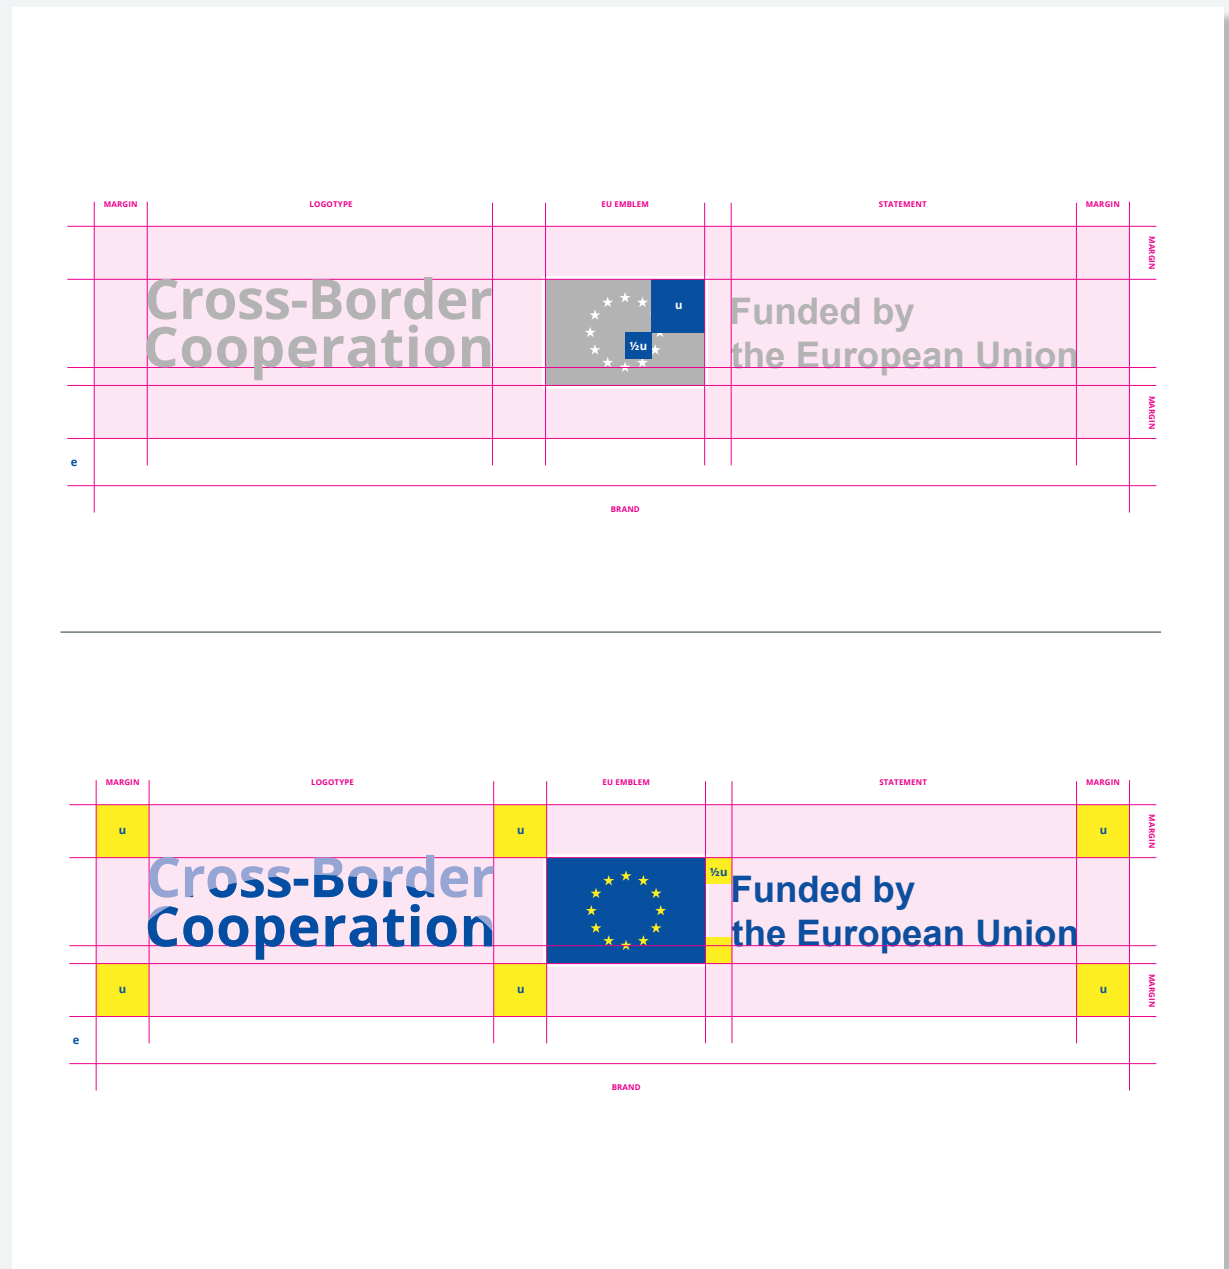 MARGIN LOGOTYPE EU EMBLEM STATEMENT MARGIN
MARGIN
Cross-Border
Cooperation
u
½u
Funded by
the European Union
MARGIN
e
BRAND
MARGIN LOGOTYPE EU EMBLEM STATEMENT MARGIN
u u u
MARGIN
Cross-Border
Cooperation
½u
Funded by
the European Union
u u u
MARGIN
e
BRAND